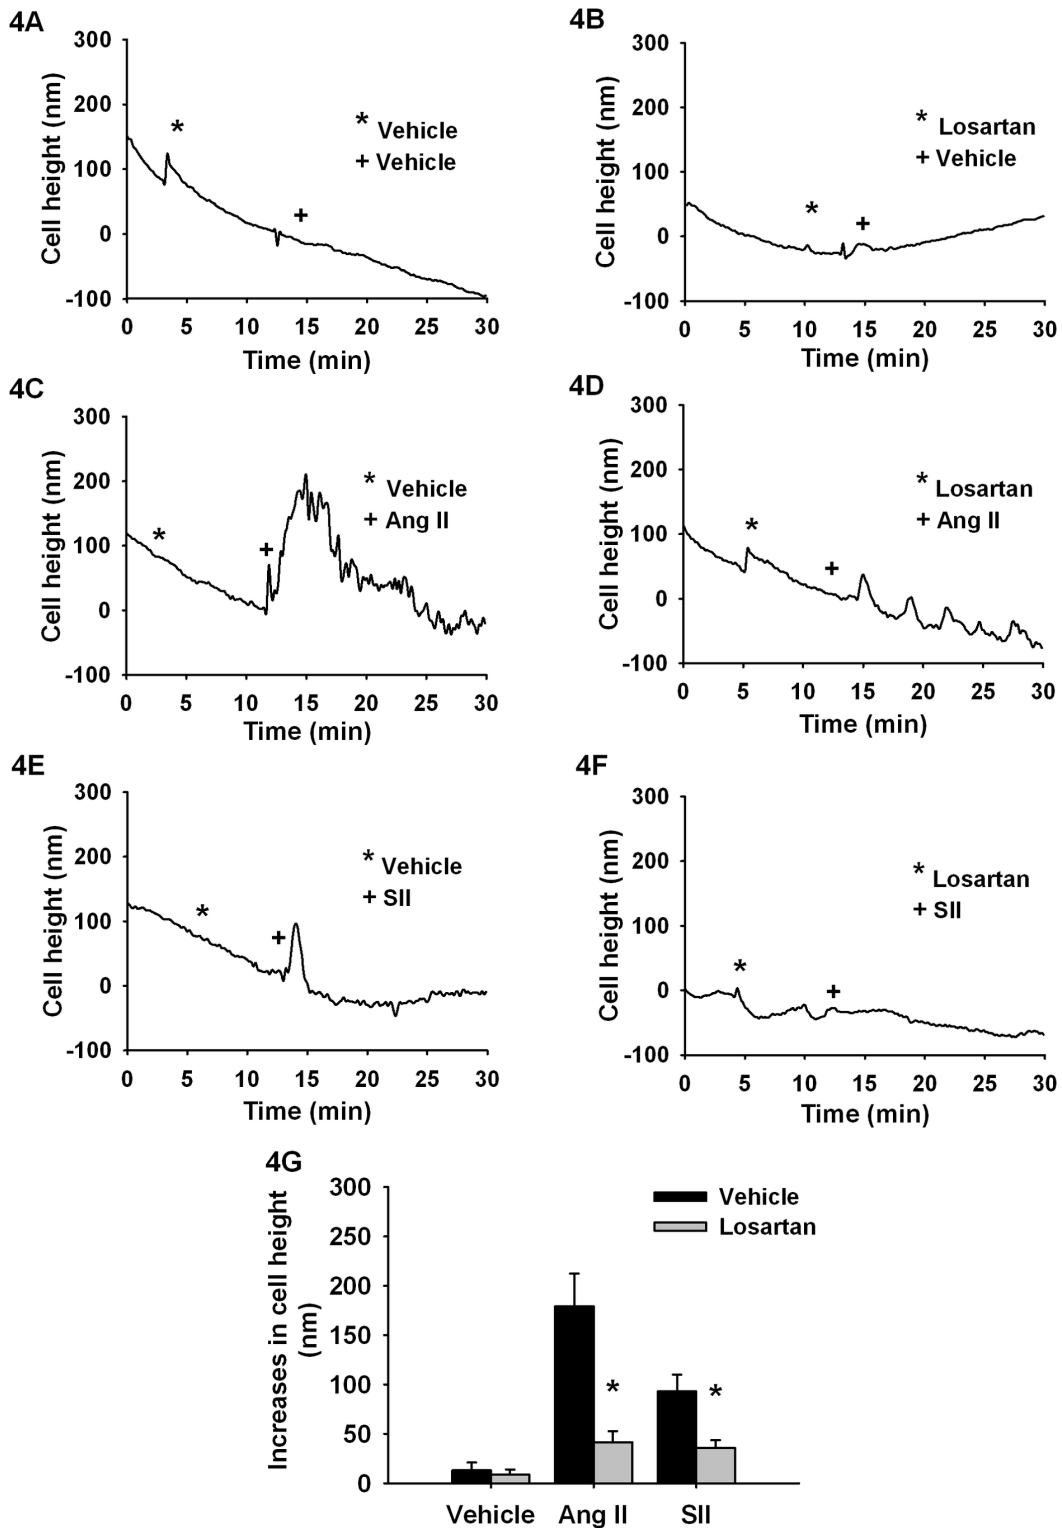 4A
Cell height (nm)
300
200
100
0
-100
*
+
* Vehicle
+ Vehicle
0 5 10 15 20 25 30
Time (min)
4B
Cell height (nm)
300
200
100
0
-100
*
+
* Losartan
+ Vehicle
0 5 10 15 20 25 30
Time (min)
4C
Cell height (nm)
300
200
100
0
-100
*
+
* Vehicle
+ Ang II
0 5 10 15 20 25 30
Time (min)
4D
Cell height (nm)
300
200
100
0
-100
*
+
* Losartan
+ Ang II
0 5 10 15 20 25 30
Time (min)
4E
Cell height (nm)
300
200
100
0
-100
*
+
* Vehicle
+ SII
0 5 10 15 20 25 30
Time (min)
4F
Cell height (nm)
300
200
100
0
-100
*
+
* Losartan
+ SII
0 5 10 15 20 25 30
Time (min)
4G
Increases in cell height
(nm)
300
250
200
150
100
50
0
Vehicle
Losartan
* *
Vehicle Ang II SII